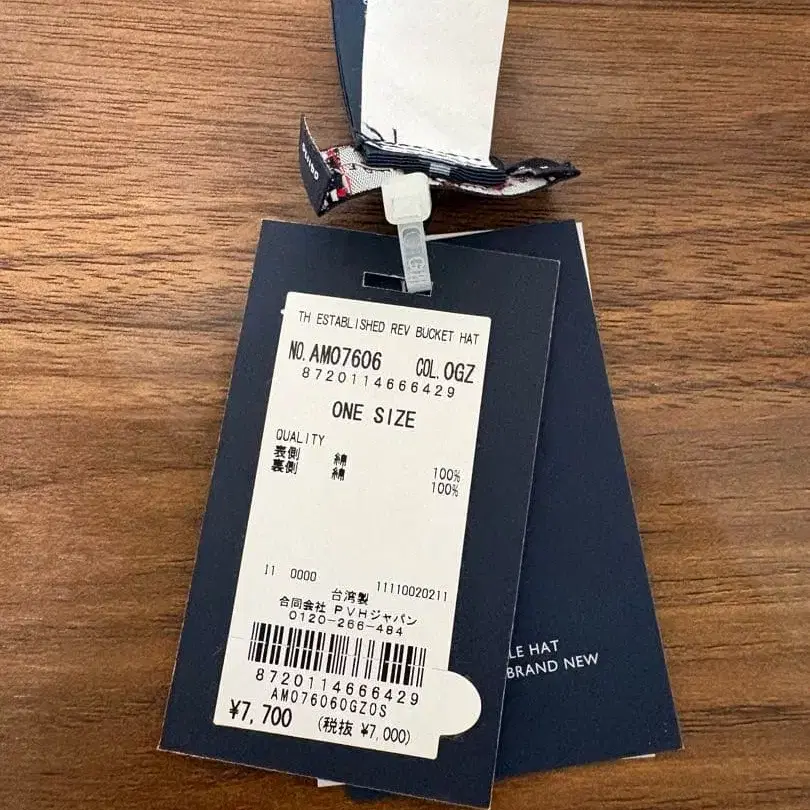 TH ESTABLISHED REV BUCKET HAT
NO. AM07606 COL. 0GZ
8720114666429
ONE SIZE
QUALITY
表側 綿 100%
裏側 綿 100%
11 0000 11110020211
台湾製
合同会社 PVHジャパン
0120-266-484
8720114666429
AM076060GZ0S
¥7,700 (税抜 ¥7,000)
LE HAT
BRAND NEW